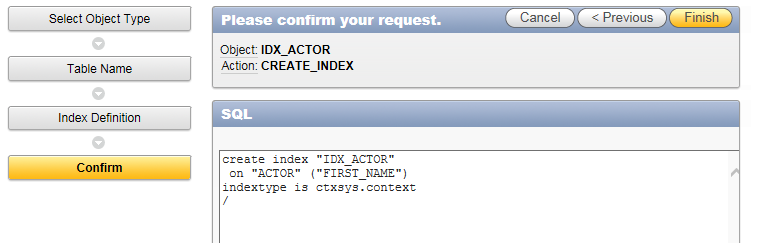 Select Object Type
Table Name
Index Definition
Confirm
Please confirm your request.
Cancel
< Previous
Finish
Object: IDX_ACTOR
Action: CREATE_INDEX
SQL
create index "IDX_ACTOR"
on "ACTOR" ("FIRST_NAME")
indextype is ctxsys.context
/